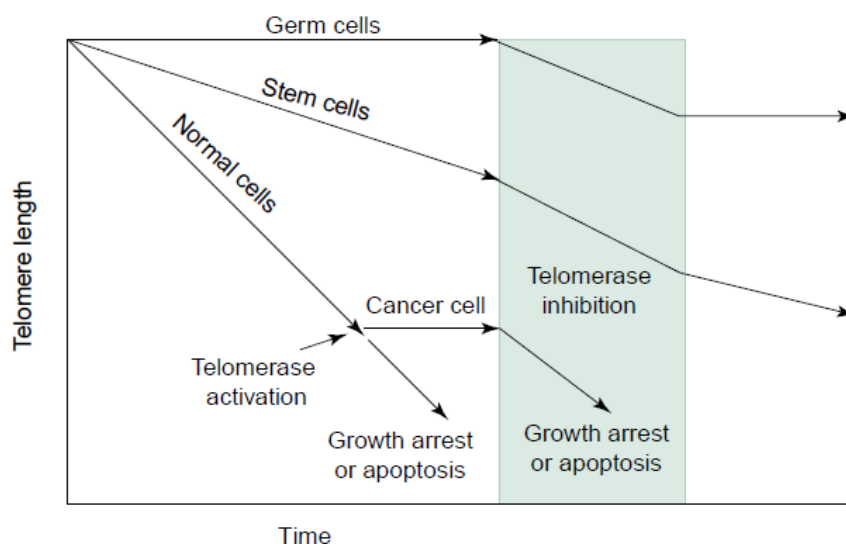 Germ cells
Stem cells
Normal cells
Telomere length
Telomerase
inhibition
Cancer cell
Telomerase
activation
Growth arrest
or apoptosis
Growth arrest
or apoptosis
Time